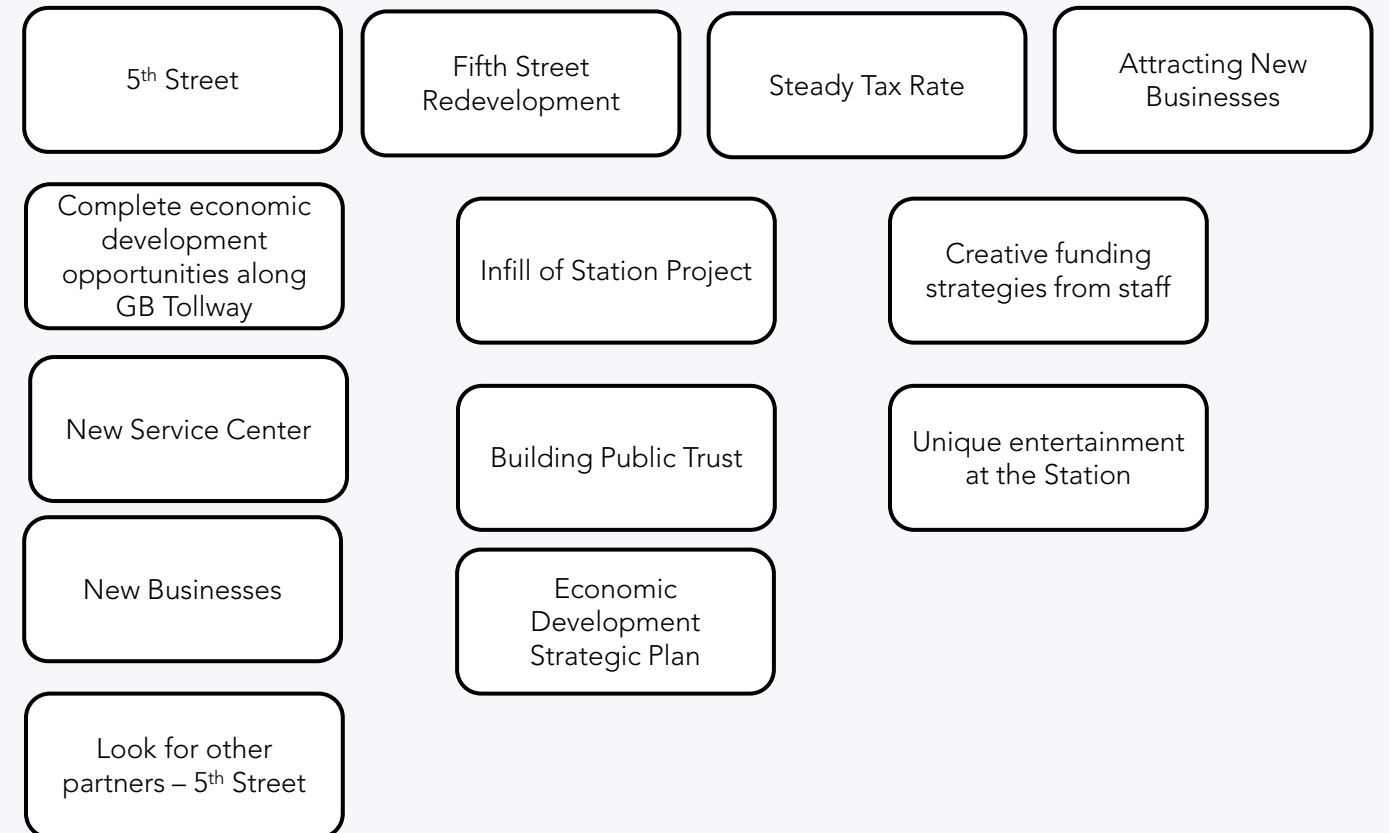 5th Street
Fifth Street
Redevelopment
Steady Tax Rate
Attracting New
Businesses
Complete economic
development
opportunities along
GB Tollway
Infill of Station Project
Creative funding
strategies from staff
New Service Center
Building Public Trust
Unique entertainment
at the Station
New Businesses
Economic
Development
Strategic Plan
Look for other
partners – 5th Street